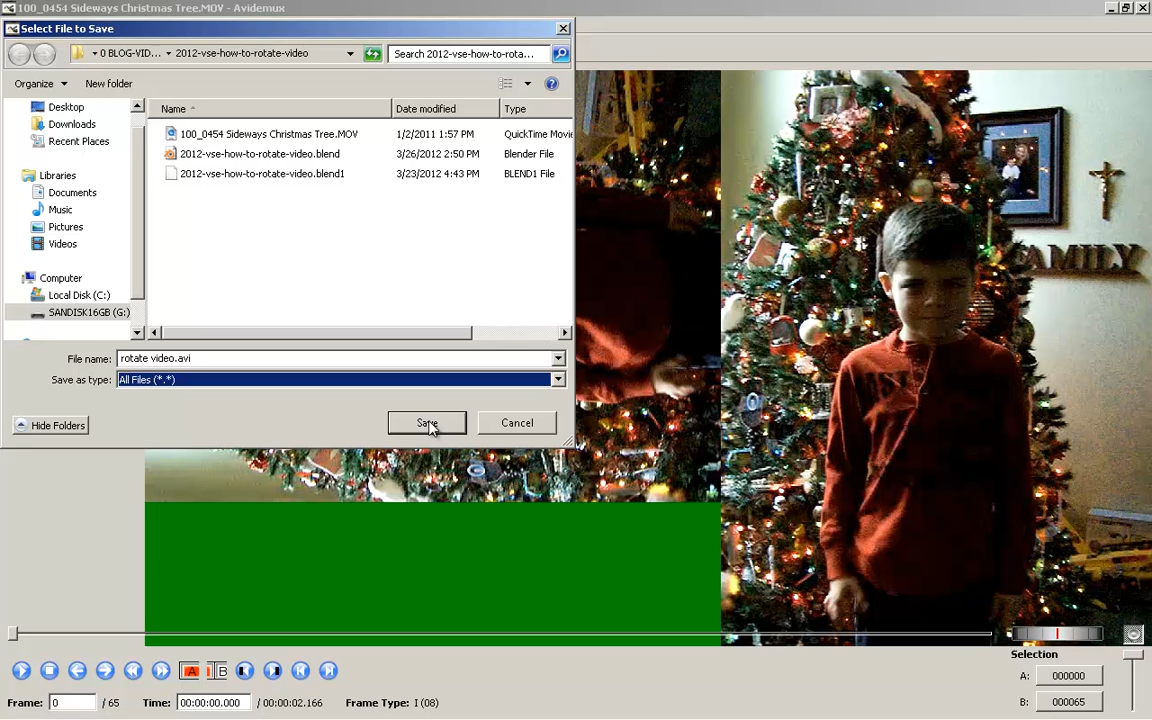 100_0454 Sideways Christmas Tree.MOV - Avidemux
Select File to Save
0 BLOG-VID... 2012-vse-how-to-rotate-video
Search 2012-vse-how-to-rota...
Organize New folder
Name Date modified Type
Desktop
Downloads
Recent Places
Libraries
Documents
Music
Pictures
Videos
Computer
Local Disk (C:)
SANDISK16GB (G:)
100_0454 Sideways Christmas Tree.MOV 1/2/2011 1:57 PM QuickTime Movie
2012-vse-how-to-rotate-video.blend 3/26/2012 2:50 PM Blender File
2012-vse-how-to-rotate-video.blend1 3/23/2012 4:43 PM BLEND1 File
File name: rotate video.avi
Save as type: All Files (*.*)
Hide Folders Save Cancel
FAMILY
A B
Selection
A: 000000
B: 000065
Frame: 0 / 65 Time: 00:00:00.000 / 00:00:02.166 Frame Type: I (08)